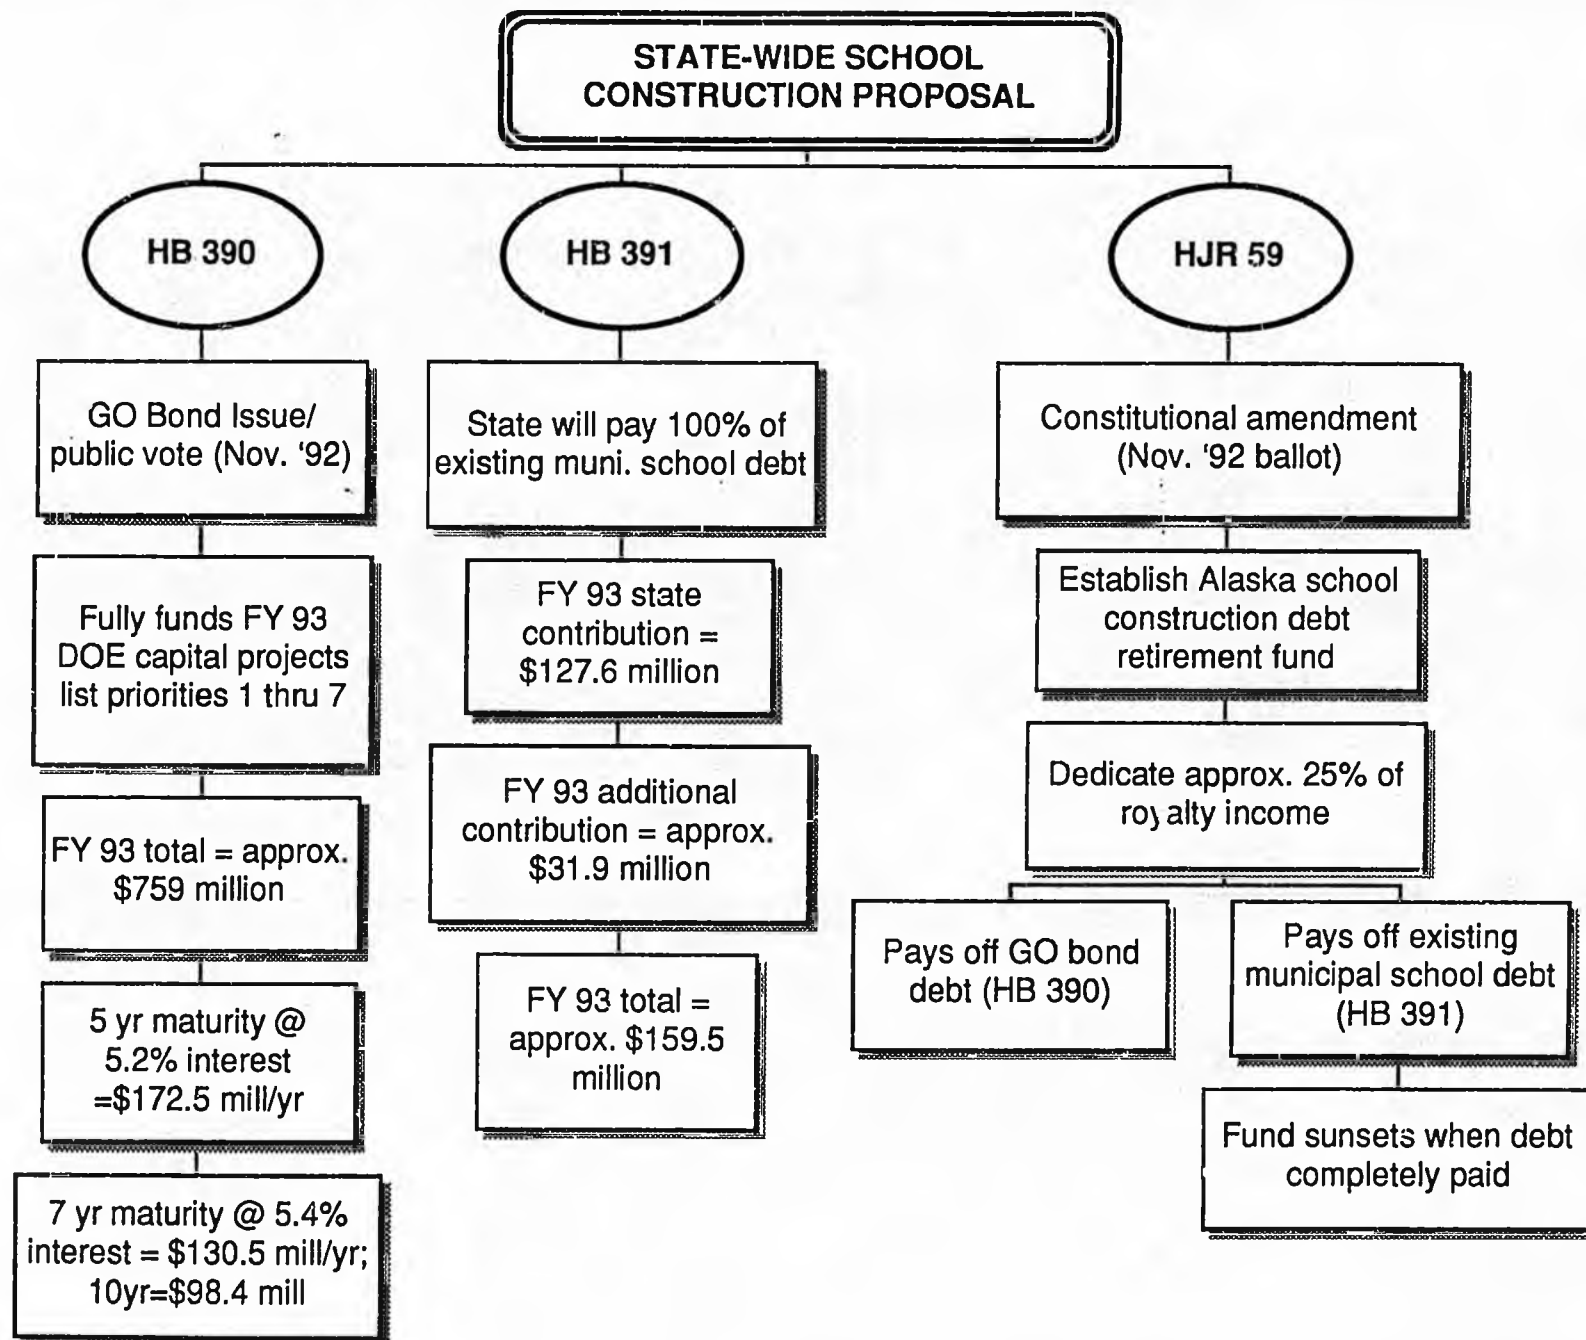 STATE-WIDE SCHOOL
CONSTRUCTION PROPOSAL
HB 390
GO Bond Issue/
public vote (Nov. '92)
Fully funds FY 93
DOE capital projects
list priorities 1 thru 7
FY 93 total = approx.
$759 million
5 yr maturity @
5.2% interest
=$172.5 mill/yr
7 yr maturity @ 5.4%
interest = $130.5 mill/yr;
10yr=$98.4 mill
HB 391
State will pay 100% of
existing muni. school debt
FY 93 state
contribution =
$127.6 million
FY 93 additional
contribution = approx.
$31.9 million
FY 93 total =
approx. $159.5
million
HJR 59
Constitutional amendment
(Nov. '92 ballot)
Establish Alaska school
construction debt
retirement fund
Dedicate approx. 25% of
royalty income
Pays off GO bond
debt (HB 390)
Pays off existing
municipal school debt
(HB 391)
Fund sunsets when debt
completely paid